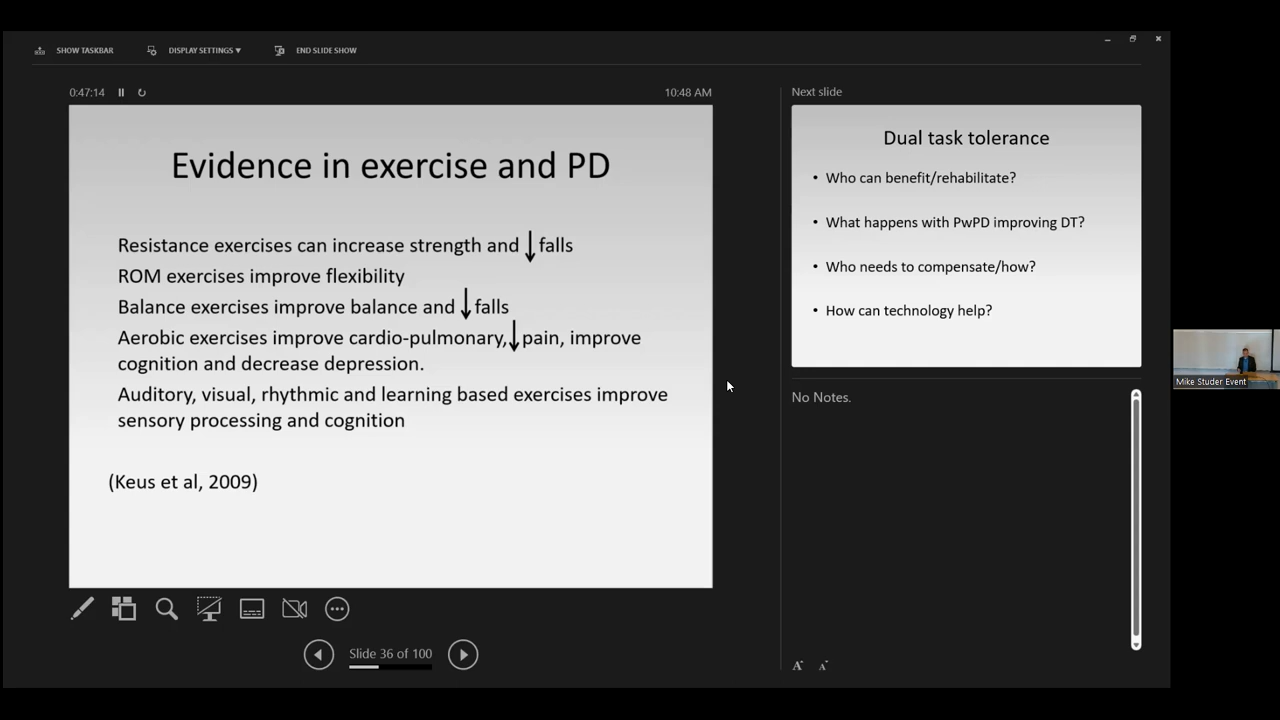 SHOW TASKBAR
DISPLAY SETTINGS ▼
END SLIDE SHOW
0:47:14
10:48 AM
Evidence in exercise and PD
Resistance exercises can increase strength and ↓ falls
ROM exercises improve flexibility
Balance exercises improve balance and ↓ falls
Aerobic exercises improve cardio-pulmonary, ↓ pain, improve
cognition and decrease depression.
Auditory, visual, rhythmic and learning based exercises improve
sensory processing and cognition
(Keus et al, 2009)
Slide 36 of 100
Next slide
Dual task tolerance
• Who can benefit/rehabilitate?
• What happens with PwPD improving DT?
• Who needs to compensate/how?
• How can technology help?
No Notes.
A A
Mike Studer Event